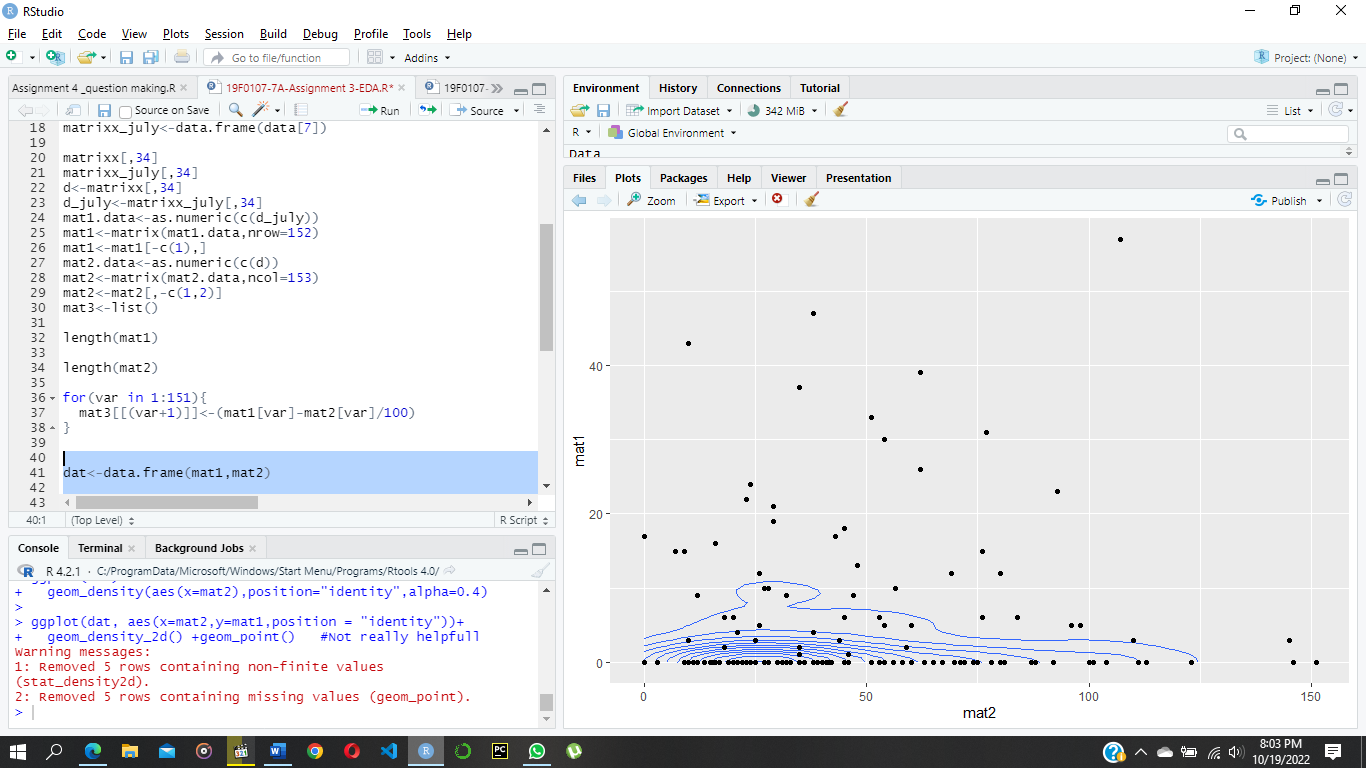 RStudio
File Edit Code View Plots Session Build Debug Profile Tools Help
Go to file/function Addins Project: (None)
Assignment 4 _question making.R 19F0107-7A-Assignment 3-EDA.R* 19F0107-
Source on Save Run Source
18 matrixx_july<-data.frame(data[7])
19
20 matrixx[,34]
21 matrixx_july[,34]
22 d<-matrixx[,34]
23 d_july<-matrixx_july[,34]
24 mat1.data<-as.numeric(c(d_july))
25 mat1<-matrix(mat1.data,nrow=152)
26 mat1<-mat1[-c(1),]
27 mat2.data<-as.numeric(c(d))
28 mat2<-matrix(mat2.data,ncol=153)
29 mat2<-mat2[,-c(1,2)]
30 mat3<-list()
31
32 length(mat1)
33
34 length(mat2)
35
36 for(var in 1:151){
37 mat3[[(var+1)]]<-(mat1[var]-mat2[var]/100)
38 }
39
40
41 dat<-data.frame(mat1,mat2)
42
43
40:1 (Top Level) R Script
Console Terminal Background Jobs
R 4.2.1 · C:/ProgramData/Microsoft/Windows/Start Menu/Programs/Rtools 4.0/
+ geom_density(aes(x=mat2),position="identity",alpha=0.4)
>
> ggplot(dat, aes(x=mat2,y=mat1,position = "identity"))+
+ geom_density_2d() +geom_point() #Not really helpfull
Warning messages:
1: Removed 5 rows containing non-finite values
(stat_density2d).
2: Removed 5 rows containing missing values (geom_point).
>
Environment History Connections Tutorial
Import Dataset 342 MiB List
R Global Environment
Data
Files Plots Packages Help Viewer Presentation
Zoom Export Publish
mat1
40
20
0
0 50 100 150
mat2
8:03 PM
10/19/2022